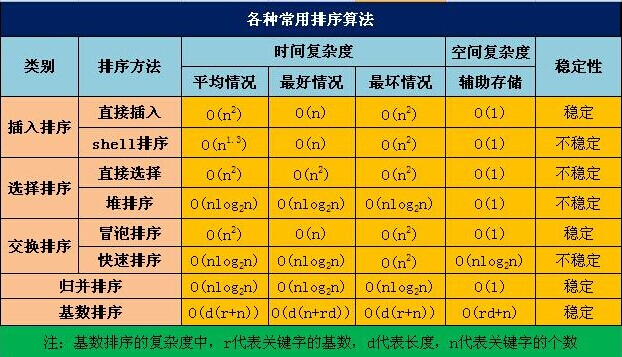 各种常用排序算法
类别 排序方法 时间复杂度 空间复杂度 稳定性
平均情况 最好情况 最坏情况 辅助存储
插入排序 直接插入 O(n²) O(n) O(n²) O(1) 稳定
shell排序 O(n¹·³) O(n) O(n²) O(1) 不稳定
选择排序 直接选择 O(n²) O(n²) O(n²) O(1) 不稳定
堆排序 O(nlog₂n) O(nlog₂n) O(nlog₂n) O(1) 不稳定
交换排序 冒泡排序 O(n²) O(n) O(n²) O(1) 稳定
快速排序 O(nlog₂n) O(nlog₂n) O(n²) O(nlog₂n) 不稳定
归并排序 O(nlog₂n) O(nlog₂n) O(nlog₂n) O(1) 稳定
基数排序 O(d(r+n)) O(d(n+rd)) O(d(r+n)) O(rd+n) 稳定
注：基数排序的复杂度中，r代表关键字的基数，d代表长度，n代表关键字的个数